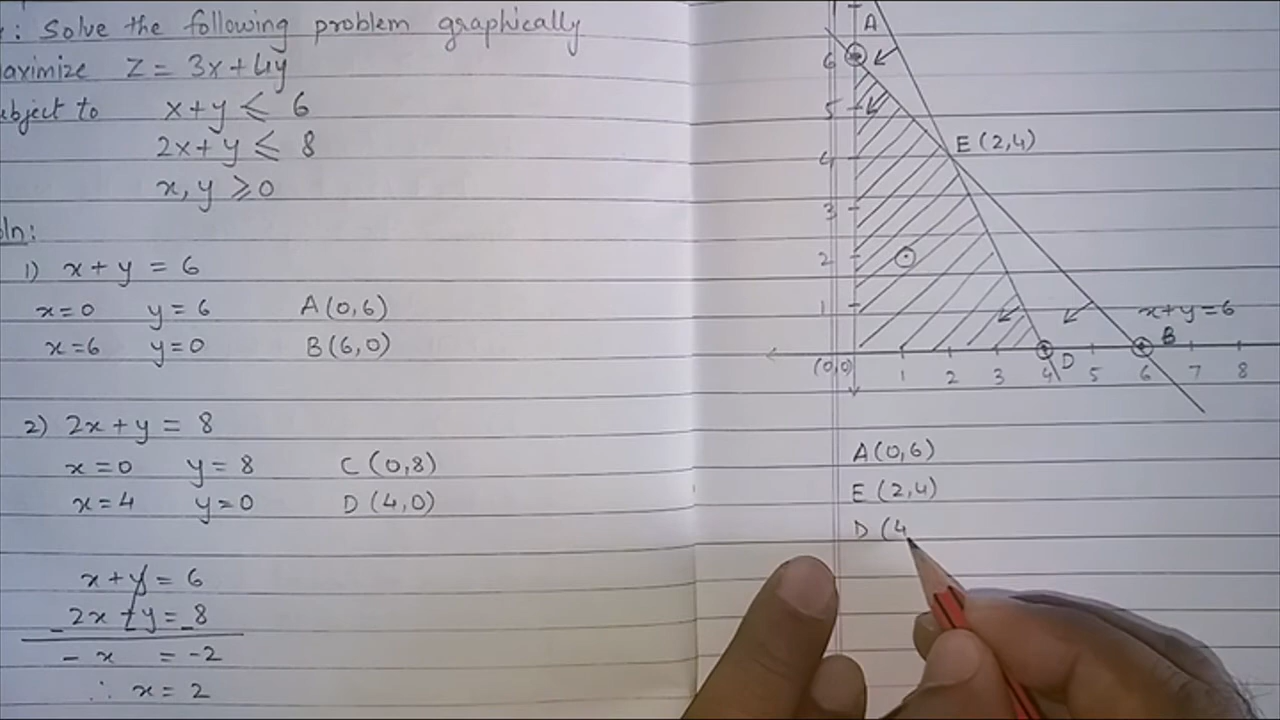 : Solve the following problem graphically
aximize Z = 3x+4y
ubject to x+y ≤ 6
2x+y ≤ 8
x, y ≥ 0
oln:
1) x+y = 6
x=0 y=6 A(0,6)
x=6 y=0 B(6,0)
2) 2x+y = 8
x=0 y=8 C(0,8)
x=4 y=0 D(4,0)
x+y = 6
2x+y = 8
- - -
-x = -2
∴ x = 2
A
6
5
E(2,4)
4
3
2
1
x+y=6
B
D
(0,0) 1 2 3 4 5 6 7 8
A(0,6)
E(2,4)
D(4